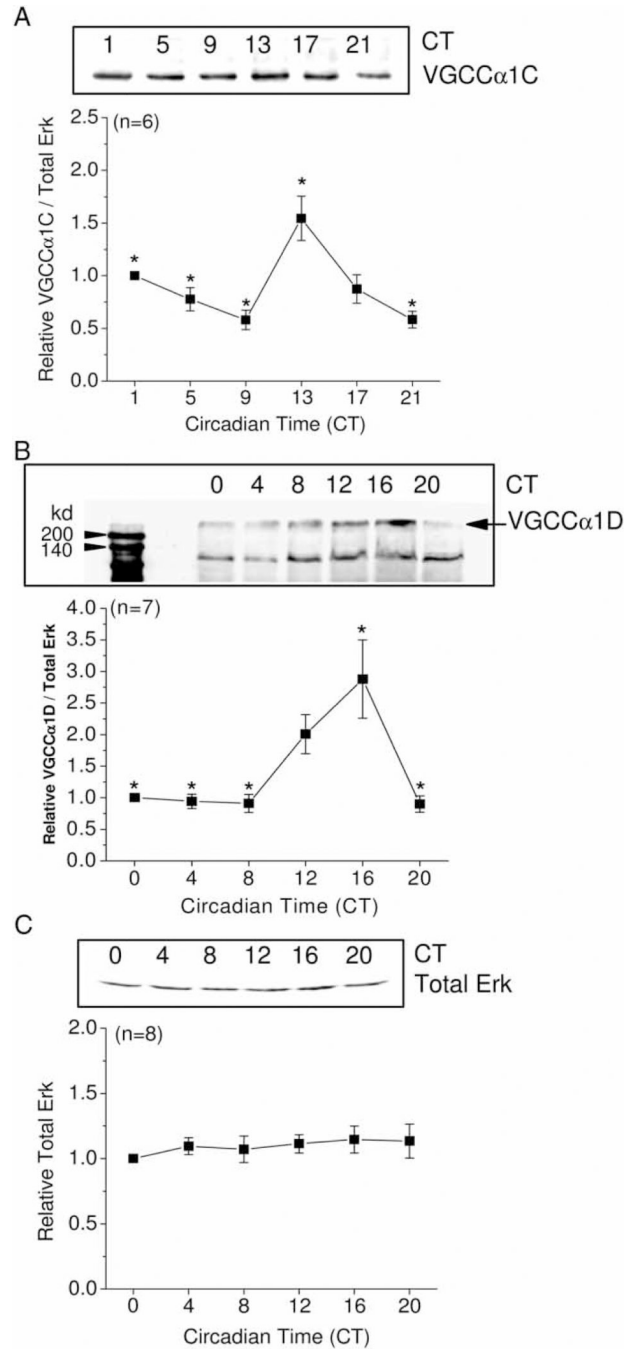 A
1 5 9 13 17 21 CT
VGCCα1C
(n=6)
2.5
2.0
1.5
1.0
0.5
0.0
Relative VGCCα1C / Total Erk
* * * * *
1 5 9 13 17 21
Circadian Time (CT)
B
0 4 8 12 16 20 CT
kd
200
140
VGCCα1D
(n=7)
4.0
3.5
3.0
2.5
2.0
1.5
1.0
0.5
0.0
Relative VGCCα1D / Total Erk
* * * * *
0 4 8 12 16 20
Circadian Time (CT)
C
0 4 8 12 16 20 CT
Total Erk
(n=8)
2.0
1.5
1.0
0.5
0.0
Relative Total Erk
0 4 8 12 16 20
Circadian Time (CT)